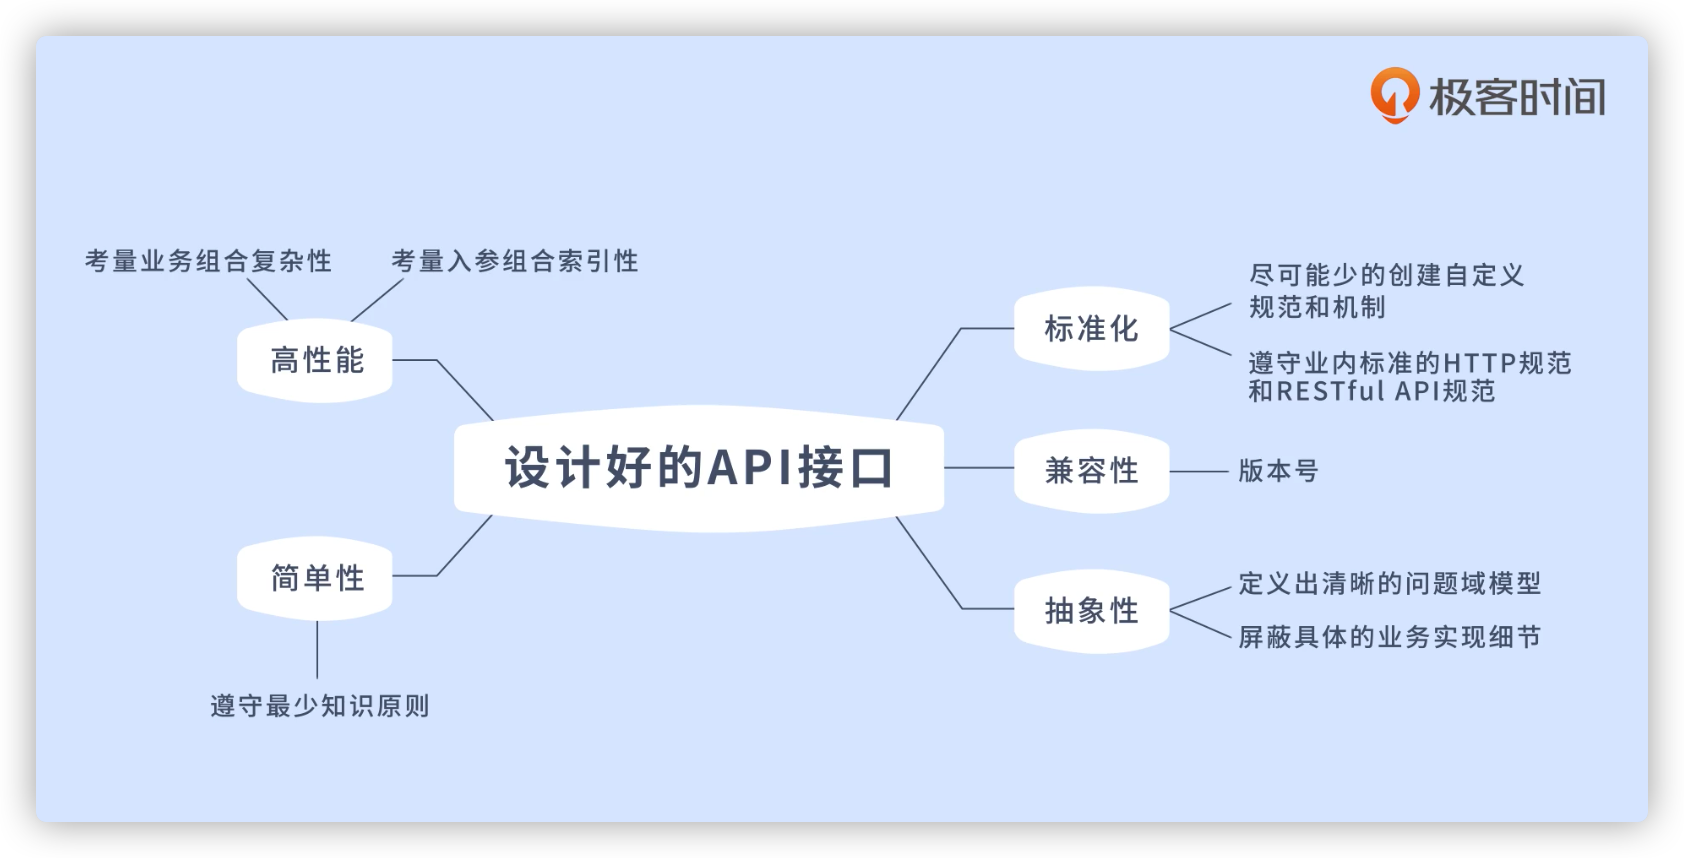 极客时间
考量业务组合复杂性
考量入参组合索引性
高性能
简单性
遵守最少知识原则
设计好的API接口
标准化
尽可能少的创建自定义
规范和机制
遵守业内标准的HTTP规范
和RESTful API规范
兼容性
版本号
抽象性
定义出清晰的问题域模型
屏蔽具体的业务实现细节